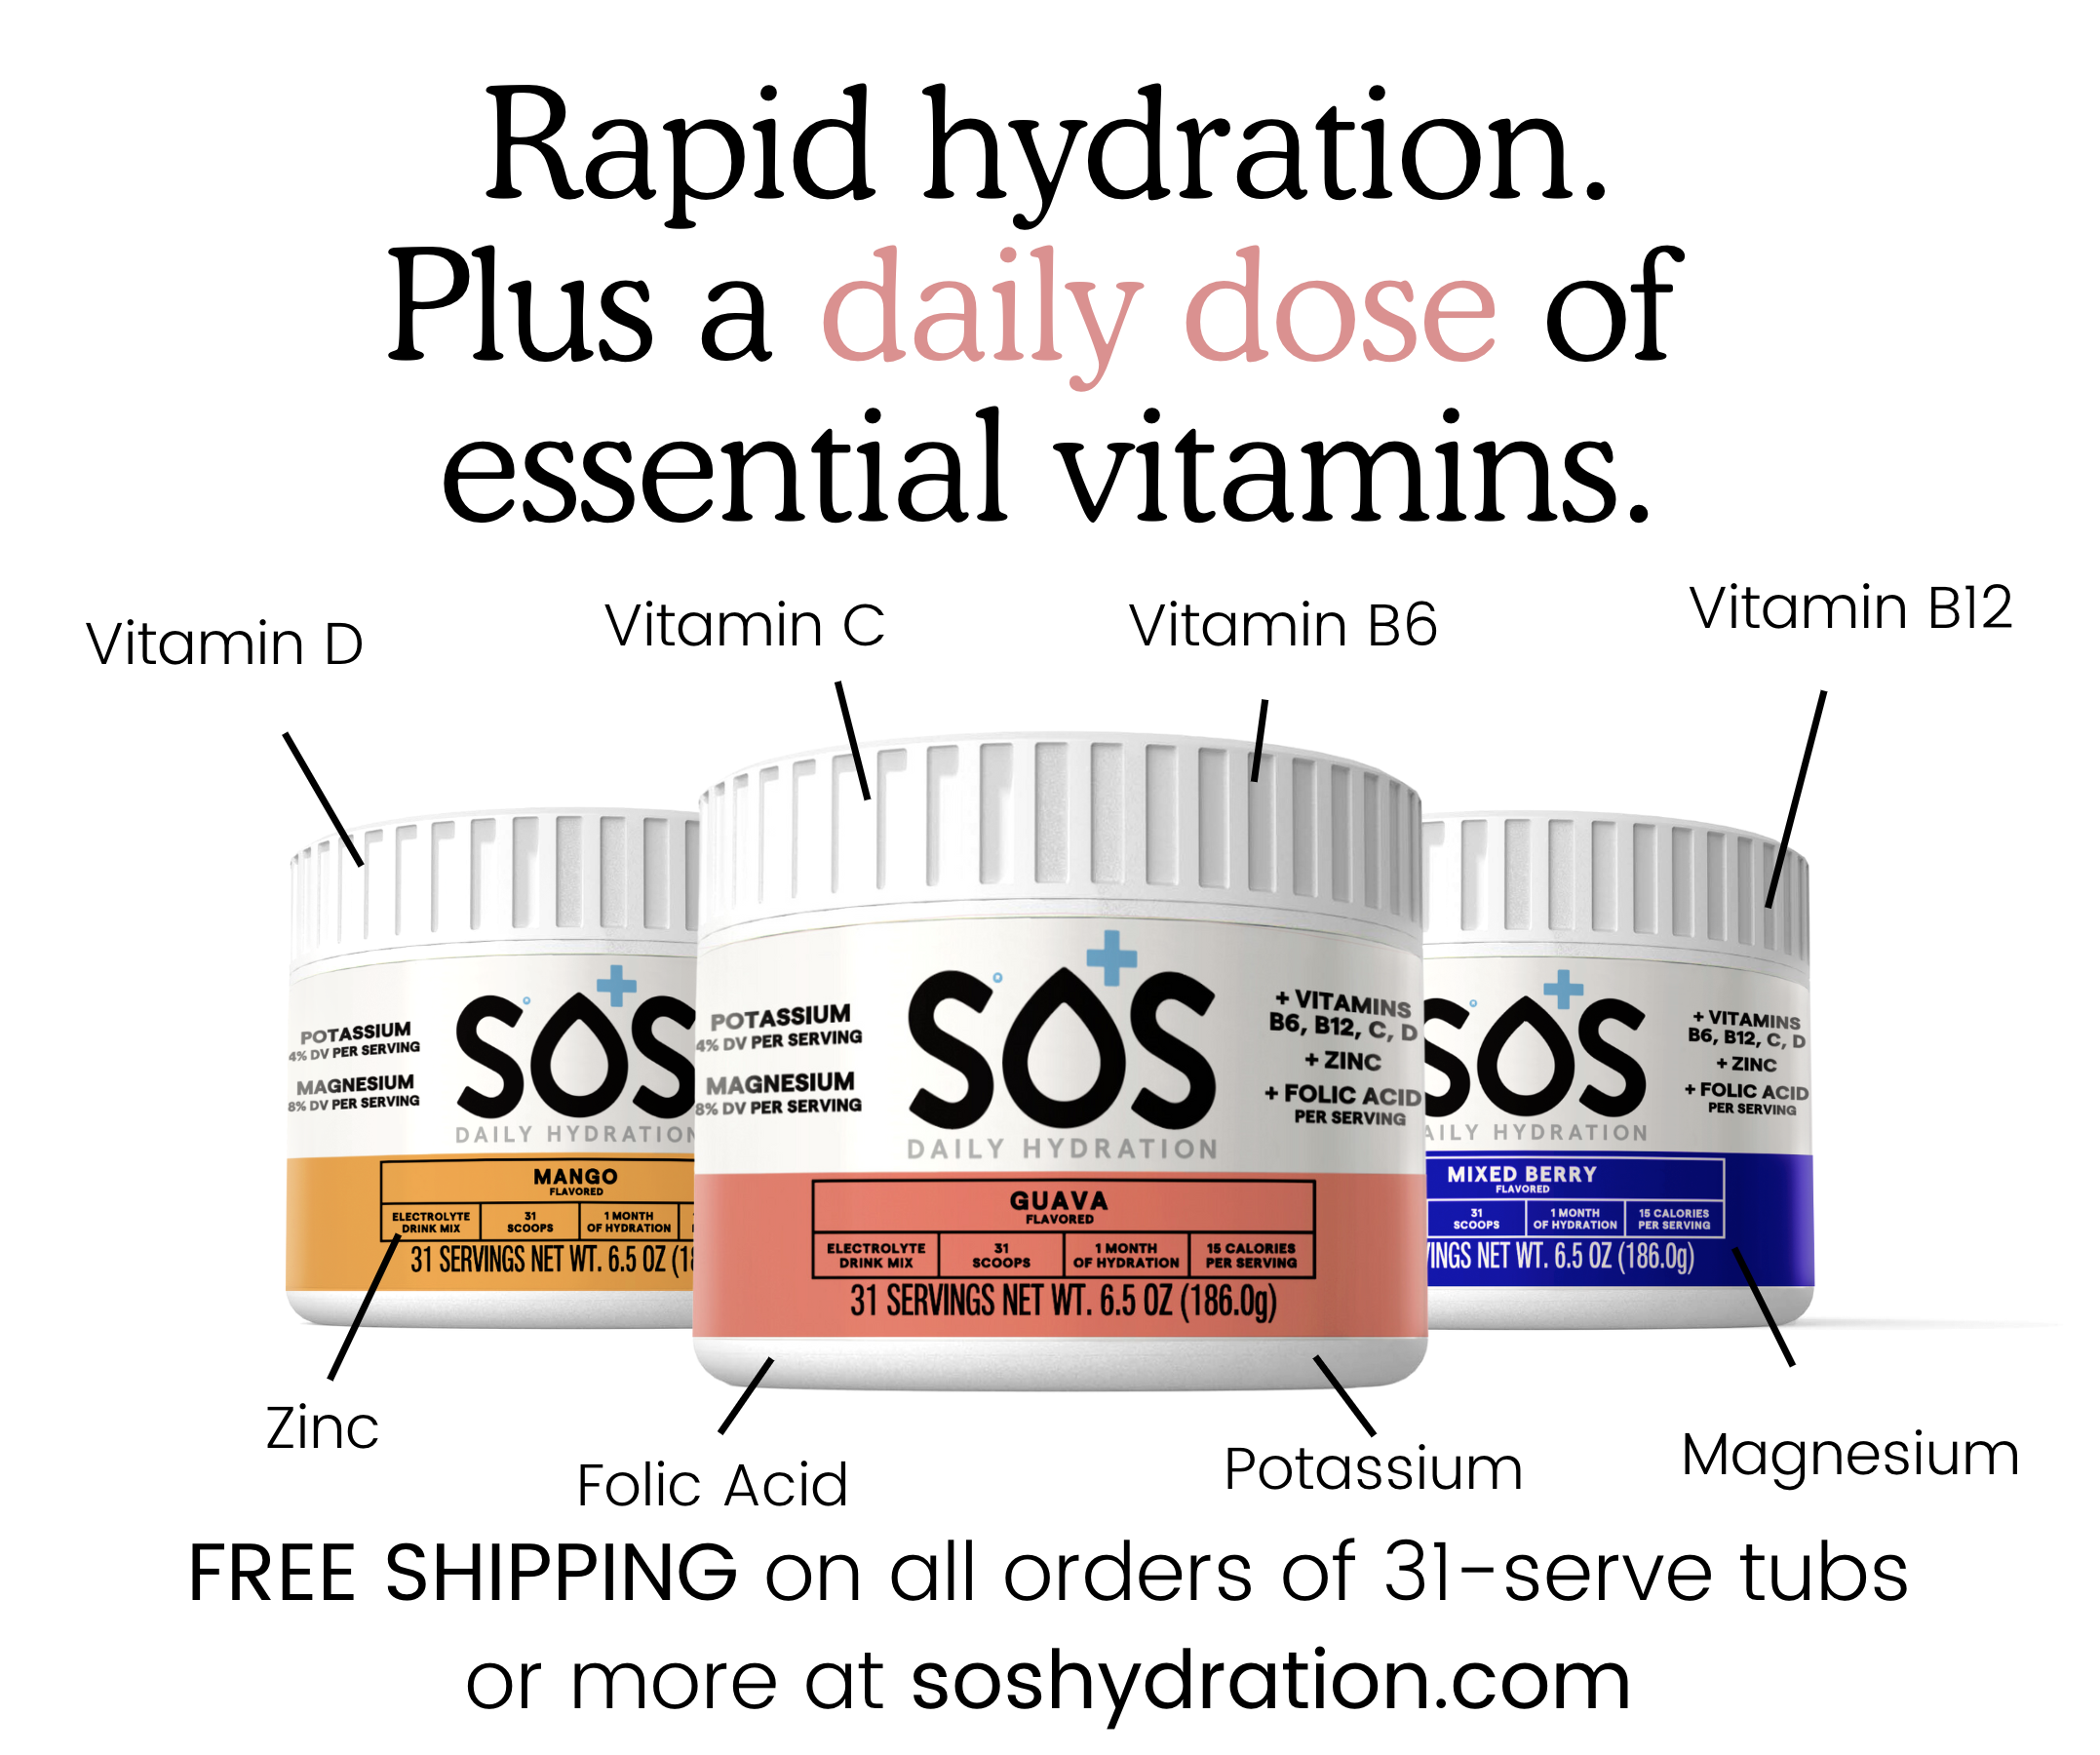 Rapid hydration.
Plus a daily dose of
essential vitamins.
Vitamin D
Vitamin C
Vitamin B6
Vitamin B12
POTASSIUM
4% DV PER SERVING
MAGNESIUM
8% DV PER SERVING
SOS
DAILY HYDRATION
MANGO
FLAVORED
ELECTROLYTE
DRINK MIX
31
SCOOPS
1 MONTH
OF HYDRATION
31 SERVINGS NET WT. 6.5 OZ (18
POTASSIUM
4% DV PER SERVING
MAGNESIUM
8% DV PER SERVING
SOS
DAILY HYDRATION
+ VITAMINS
B6, B12, C, D
+ ZINC
+ FOLIC ACID
PER SERVING
GUAVA
FLAVORED
ELECTROLYTE
DRINK MIX
31
SCOOPS
1 MONTH
OF HYDRATION
15 CALORIES
PER SERVING
31 SERVINGS NET WT. 6.5 OZ (186.0g)
SOS
AILY HYDRATION
+ VITAMINS
B6, B12, C, D
+ ZINC
+ FOLIC ACID
PER SERVING
MIXED BERRY
FLAVORED
31
SCOOPS
1 MONTH
OF HYDRATION
15 CALORIES
PER SERVING
VINGS NET WT. 6.5 OZ (186.0g)
Zinc
Folic Acid
Potassium
Magnesium
FREE SHIPPING on all orders of 31-serve tubs
or more at soshydration.com